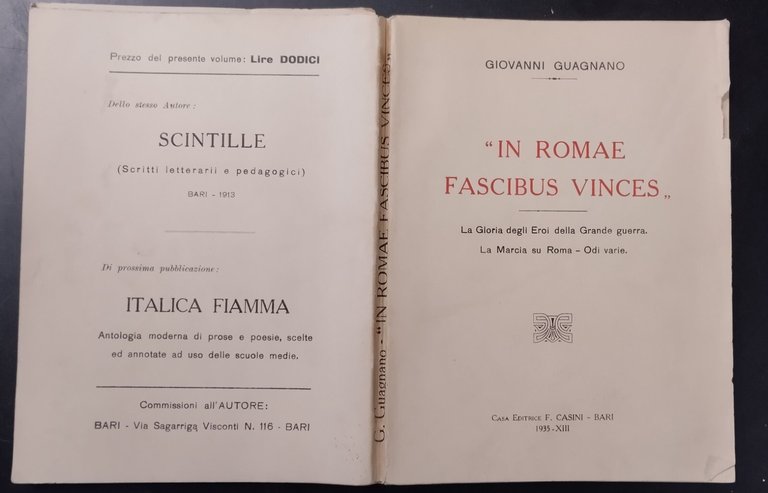 Prezzo del presente volume: Lire DODICI
Dello stesso Autore:
SCINTILLE
(Scritti letterarii e pedagogici)
BARI - 1913
Di prossima pubblicazione:
ITALICA FIAMMA
Antologia moderna di prose e poesie, scelte
ed annotate ad uso delle scuole medie.
Commissioni all'AUTORE:
BARI - Via Sagarriga Visconti N. 116 - BARI
G. Guagnano - "IN ROMAE FASCIBUS VINCES„
GIOVANNI GUAGNANO
"IN ROMAE
FASCIBUS VINCES„
La Gloria degli Eroi della Grande guerra.
La Marcia su Roma - Odi varie.
CASA EDITRICE F. CASINI - BARI
1935-XIII